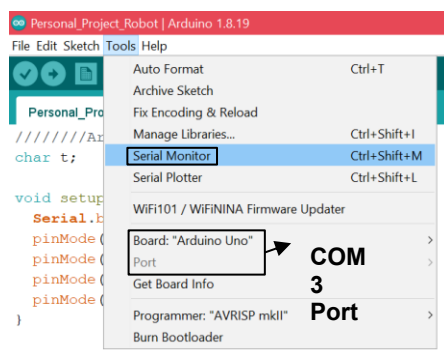 Personal_Project_Robot | Arduino 1.8.19
File Edit Sketch Tools Help
Auto Format Ctrl+T
Archive Sketch
Personal_Pro Fix Encoding & Reload
////////Ar Manage Libraries... Ctrl+Shift+I
char t; Serial Monitor Ctrl+Shift+M
Serial Plotter Ctrl+Shift+L
void setup WiFi101 / WiFiNINA Firmware Updater
Serial.b
pinMode( Board: "Arduino Uno"
pinMode( Port
pinMode( Get Board Info
pinMode( Programmer: "AVRISP mkII"
} Burn Bootloader
COM
3
Port